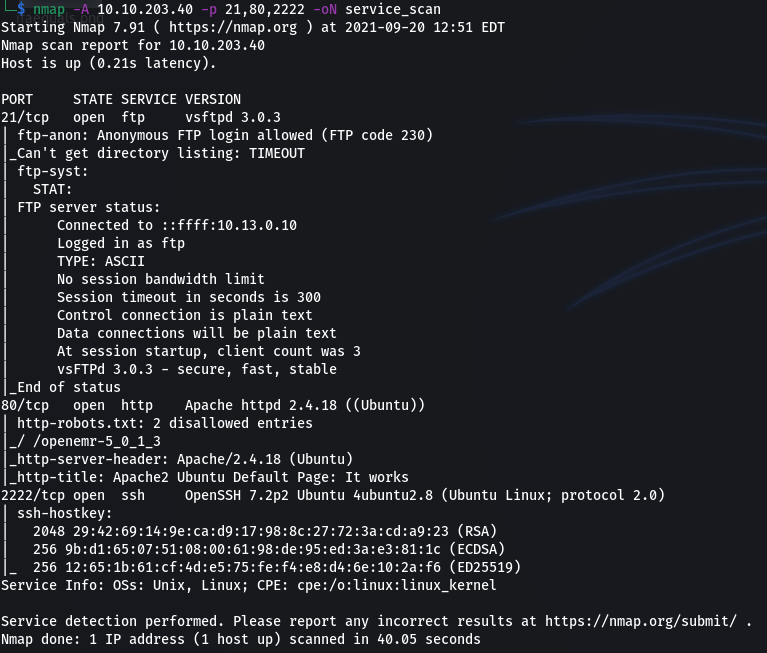 └─$ nmap -A 10.10.203.40 -p 21,80,2222 -oN service_scan
Starting Nmap 7.91 ( https://nmap.org ) at 2021-09-20 12:51 EDT
Nmap scan report for 10.10.203.40
Host is up (0.21s latency).

PORT     STATE SERVICE VERSION
21/tcp   open  ftp     vsftpd 3.0.3
| ftp-anon: Anonymous FTP login allowed (FTP code 230)
|_Can't get directory listing: TIMEOUT
| ftp-syst:
|   STAT:
| FTP server status:
|      Connected to ::ffff:10.13.0.10
|      Logged in as ftp
|      TYPE: ASCII
|      No session bandwidth limit
|      Session timeout in seconds is 300
|      Control connection is plain text
|      Data connections will be plain text
|      At session startup, client count was 3
|      vsFTPd 3.0.3 - secure, fast, stable
|_End of status
80/tcp   open  http    Apache httpd 2.4.18 ((Ubuntu))
| http-robots.txt: 2 disallowed entries
|_/ /openemr-5_0_1_3
|_http-server-header: Apache/2.4.18 (Ubuntu)
|_http-title: Apache2 Ubuntu Default Page: It works
2222/tcp open  ssh     OpenSSH 7.2p2 Ubuntu 4ubuntu2.8 (Ubuntu Linux; protocol 2.0)
| ssh-hostkey:
|   2048 29:42:69:14:9e:ca:d9:17:98:8c:27:72:3a:cd:a9:23 (RSA)
|   256 9b:d1:65:07:51:08:00:61:98:de:95:ed:3a:e3:81:1c (ECDSA)
|_  256 12:65:1b:61:cf:4d:e5:75:fe:f4:e8:d4:6e:10:2a:f6 (ED25519)
Service Info: OSs: Unix, Linux; CPE: cpe:/o:linux:linux_kernel

Service detection performed. Please report any incorrect results at https://nmap.org/submit/ .
Nmap done: 1 IP address (1 host up) scanned in 40.05 seconds